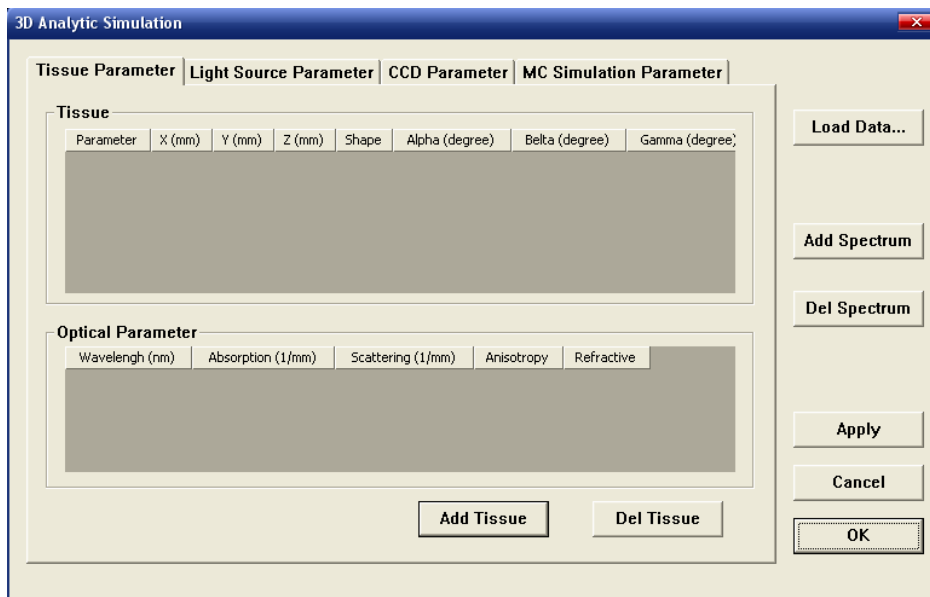 3D Analytic Simulation
Tissue Parameter Light Source Parameter CCD Parameter MC Simulation Parameter
Tissue
Parameter X (mm) Y (mm) Z (mm) Shape Alpha (degree) Belta (degree) Gamma (degree)
Load Data...
Add Spectrum
Del Spectrum
Optical Parameter
Wavelengh (nm) Absorption (1/mm) Scattering (1/mm) Anisotropy Refractive
Apply
Cancel
Add Tissue Del Tissue
OK